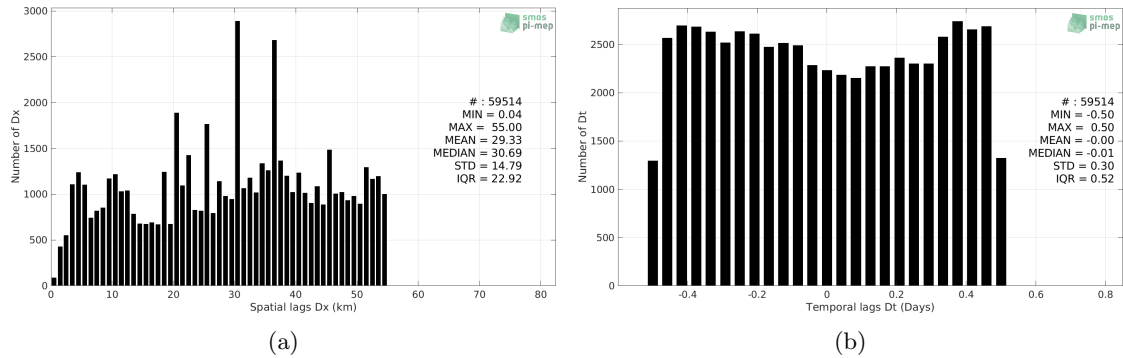 3000
2500
2000
1500
1000
500
0
Number of Dx
0 10 20 30 40 50 60 70 80
Spatial lags Dx (km)
smos
pi-mep
# : 59514
MIN = 0.04
MAX = 55.00
MEAN = 29.33
MEDIAN = 30.69
STD = 14.79
IQR = 22.92
(a)
2500
2000
1500
1000
500
0
Number of Dt
-0.4 -0.2 0 0.2 0.4 0.6 0.8
Temporal lags Dt (Days)
smos
pi-mep
# : 59514
MIN = -0.50
MAX = 0.50
MEAN = -0.00
MEDIAN = -0.01
STD = 0.30
IQR = 0.52
(b)